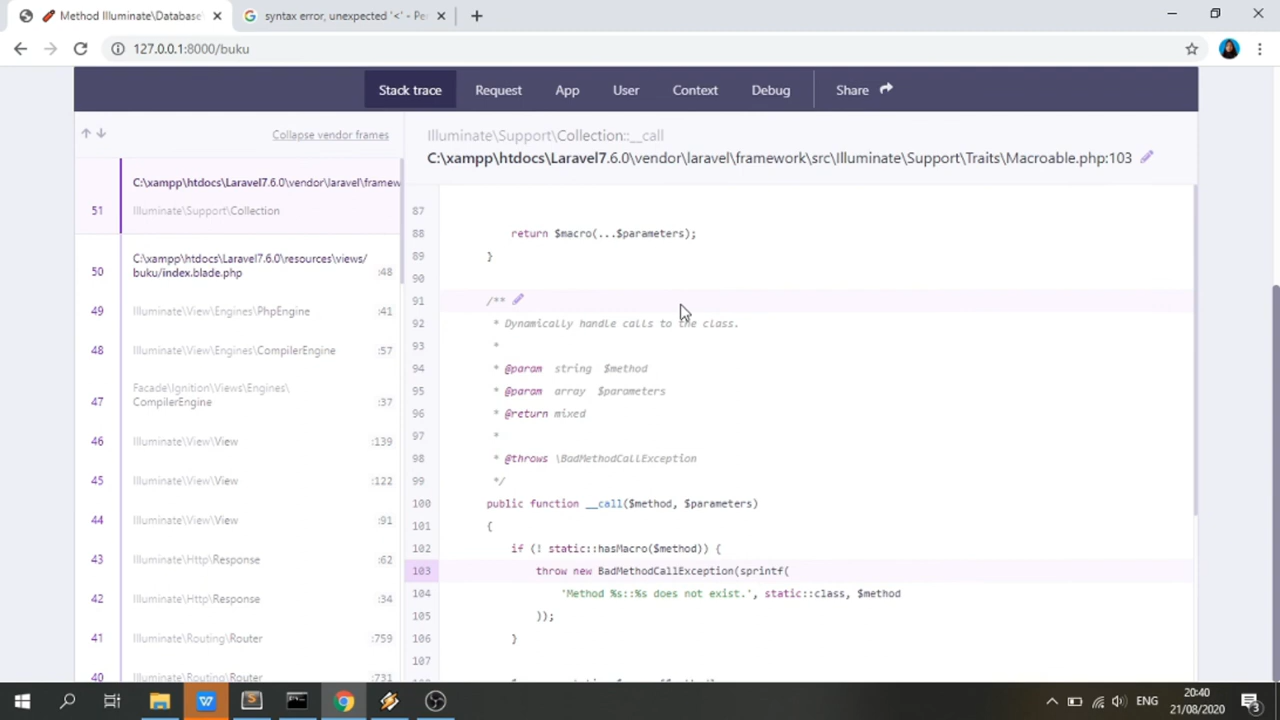 Method Illuminate\Database
syntax error, unexpected '<' - Pe
127.0.0.1:8000/buku
Stack trace
Request
App
User
Context
Debug
Share
Collapse vendor frames
C:\xampp\htdocs\Laravel7.6.0\vendor\laravel\framew
51
Illuminate\Support\Collection
C:\xampp\htdocs\Laravel7.6.0\resources\views/
50
buku/index.blade.php
:48
49
Illuminate\View\Engines\PhpEngine
:41
48
Illuminate\View\Engines\CompilerEngine
:57
Facade\Ignition\Views\Engines\
47
CompilerEngine
:37
46
Illuminate\View\View
:139
45
Illuminate\View\View
:122
44
Illuminate\View\View
:91
43
Illuminate\Http\Response
:62
42
Illuminate\Http\Response
:34
41
Illuminate\Routing\Router
:759
40
Illuminate\Routing\Router
:731
Illuminate\Support\Collection::__call
C:\xampp\htdocs\Laravel7.6.0\vendor\laravel\framework\src\Illuminate\Support\Traits\Macroable.php:103
87
88 return $macro(...$parameters);
89 }
90
91 /**
92 * Dynamically handle calls to the class.
93 *
94 * @param string $method
95 * @param array $parameters
96 * @return mixed
97 *
98 * @throws \BadMethodCallException
99 */
100 public function __call($method, $parameters)
101 {
102 if (! static::hasMacro($method)) {
103 throw new BadMethodCallException(sprintf(
104 'Method %s::%s does not exist.', static::class, $method
105 ));
106 }
107
ENG
20:40
21/08/2020
3